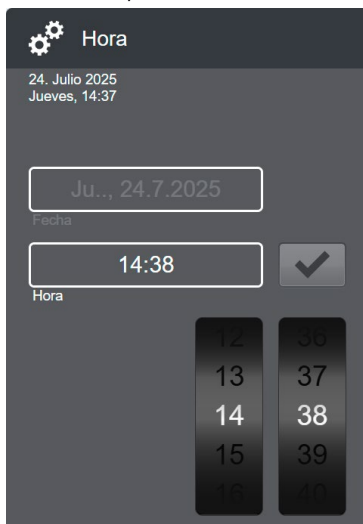 Hora
24. Julio 2025
Jueves, 14:37
Ju.., 24.7.2025
Fecha
14:38
Hora
12 36
13 37
14 38
15 39
16 40